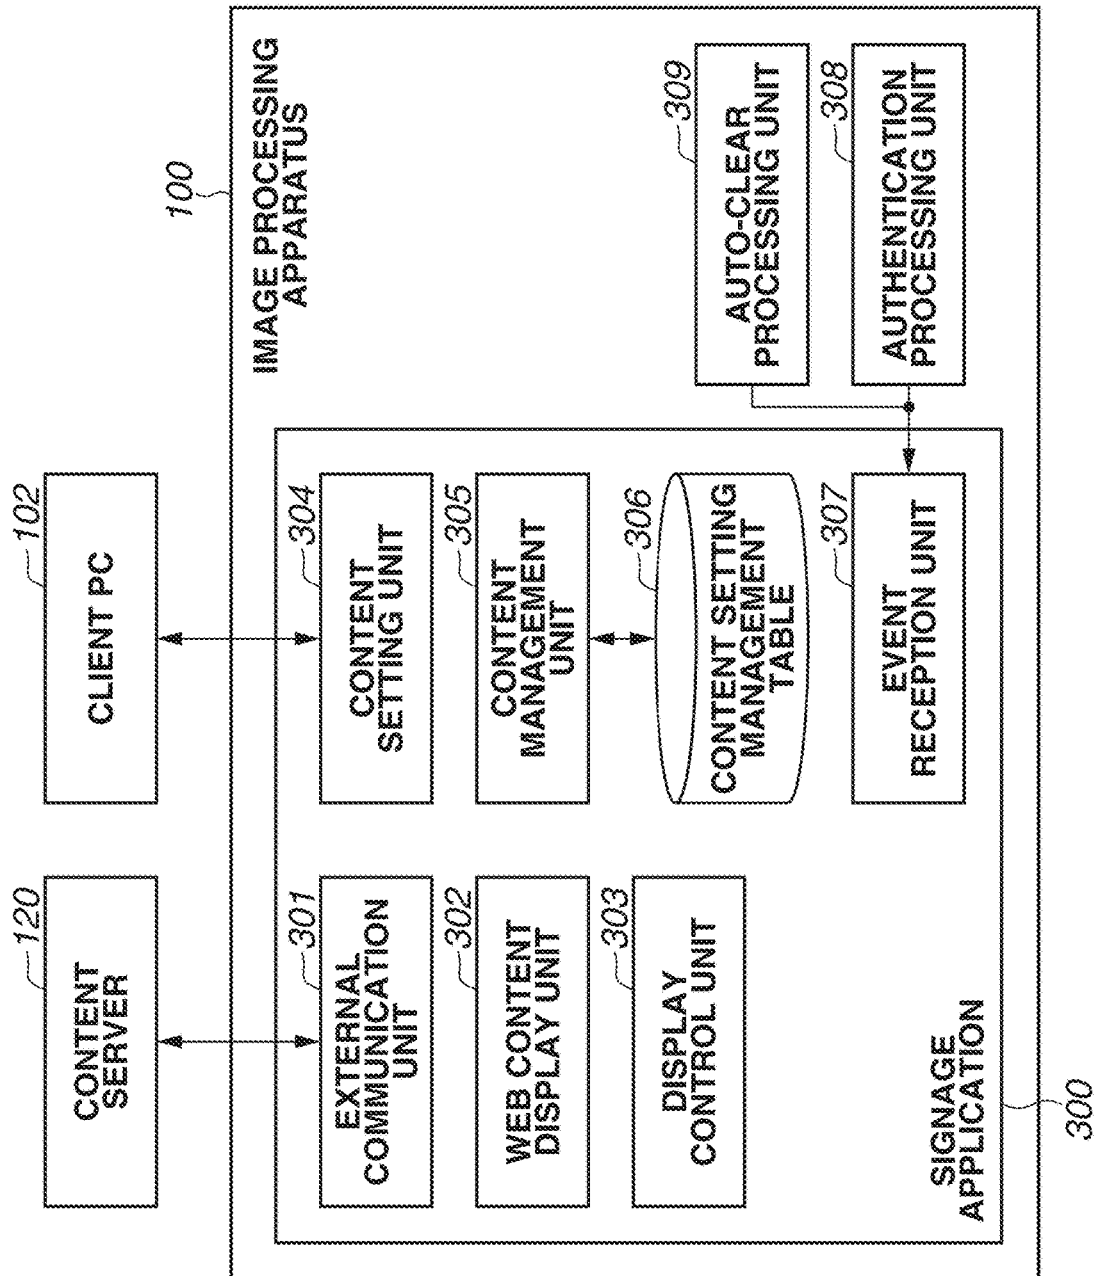 120
CONTENT
SERVER
102
CLIENT PC
100
IMAGE PROCESSING
APPARATUS
301
EXTERNAL
COMMUNICATION
UNIT
304
CONTENT
SETTING UNIT
302
WEB CONTENT
DISPLAY UNIT
305
CONTENT
MANAGEMENT
UNIT
303
DISPLAY
CONTROL UNIT
306
CONTENT SETTING
MANAGEMENT
TABLE
309
AUTO-CLEAR
PROCESSING UNIT
307
EVENT
RECEPTION UNIT
308
AUTHENTICATION
PROCESSING UNIT
SIGNAGE
APPLICATION
300